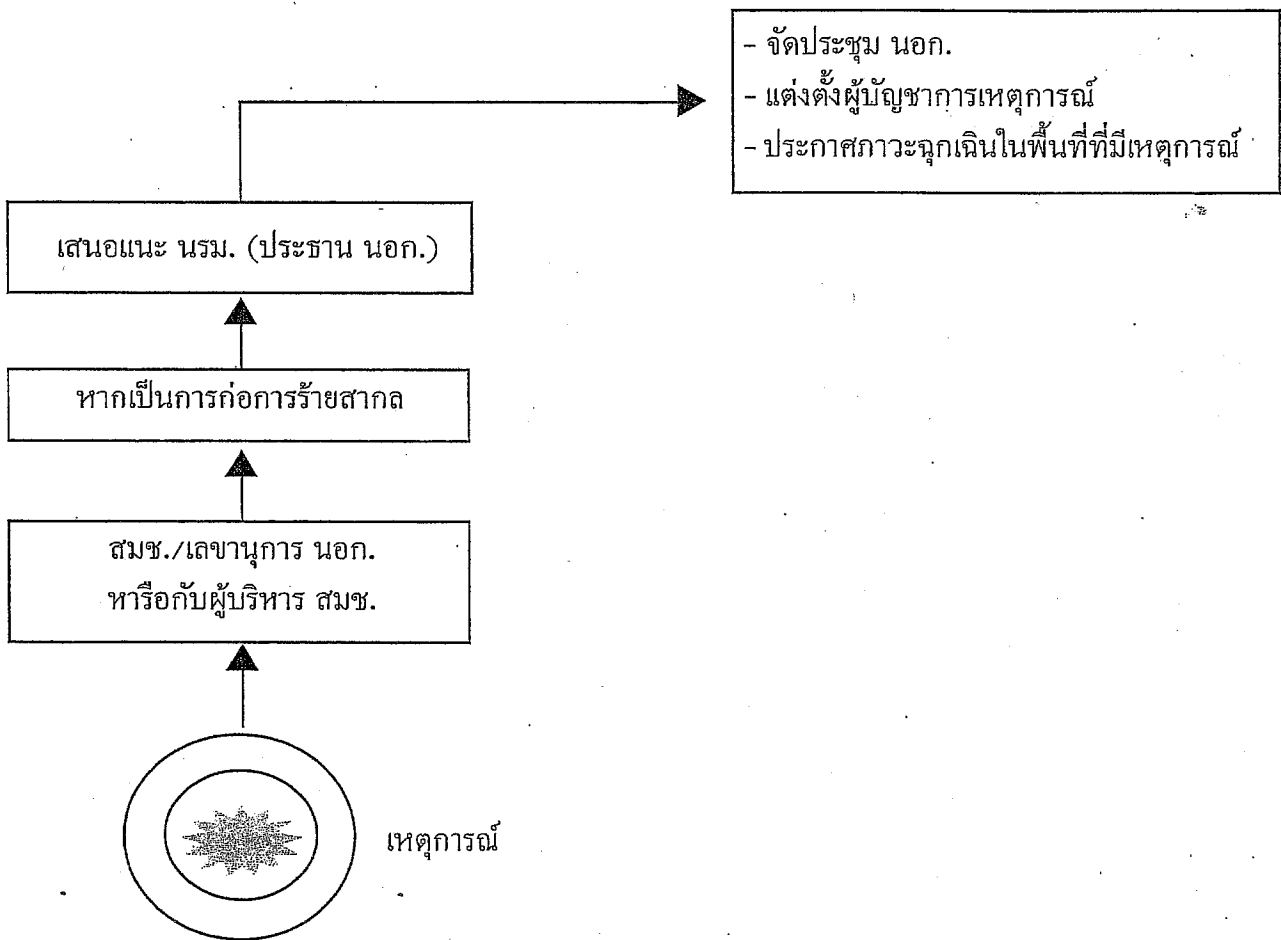 - จัดประชุม นอก.
- แต่งตั้งผู้บัญชาการเหตุการณ์
- ประกาศภาวะฉุกเฉินในพื้นที่ที่มีเหตุการณ์
เสนอแนะ นรม. (ประธาน นอก.)
หากเป็นการก่อการร้ายสากล
สมช./เลขานุการ นอก.
หารือกับผู้บริหาร สมช.
เหตุการณ์